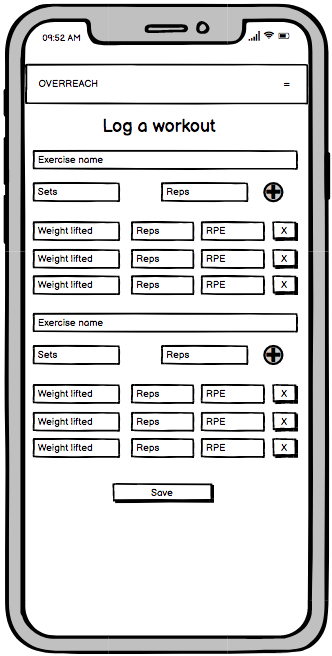 09:52 AM
OVERREACH =
Log a workout
Exercise name
Sets Reps
Weight lifted Reps RPE X
Weight lifted Reps RPE X
Weight lifted Reps RPE X
Exercise name
Sets Reps
Weight lifted Reps RPE X
Weight lifted Reps RPE X
Weight lifted Reps RPE X
Save